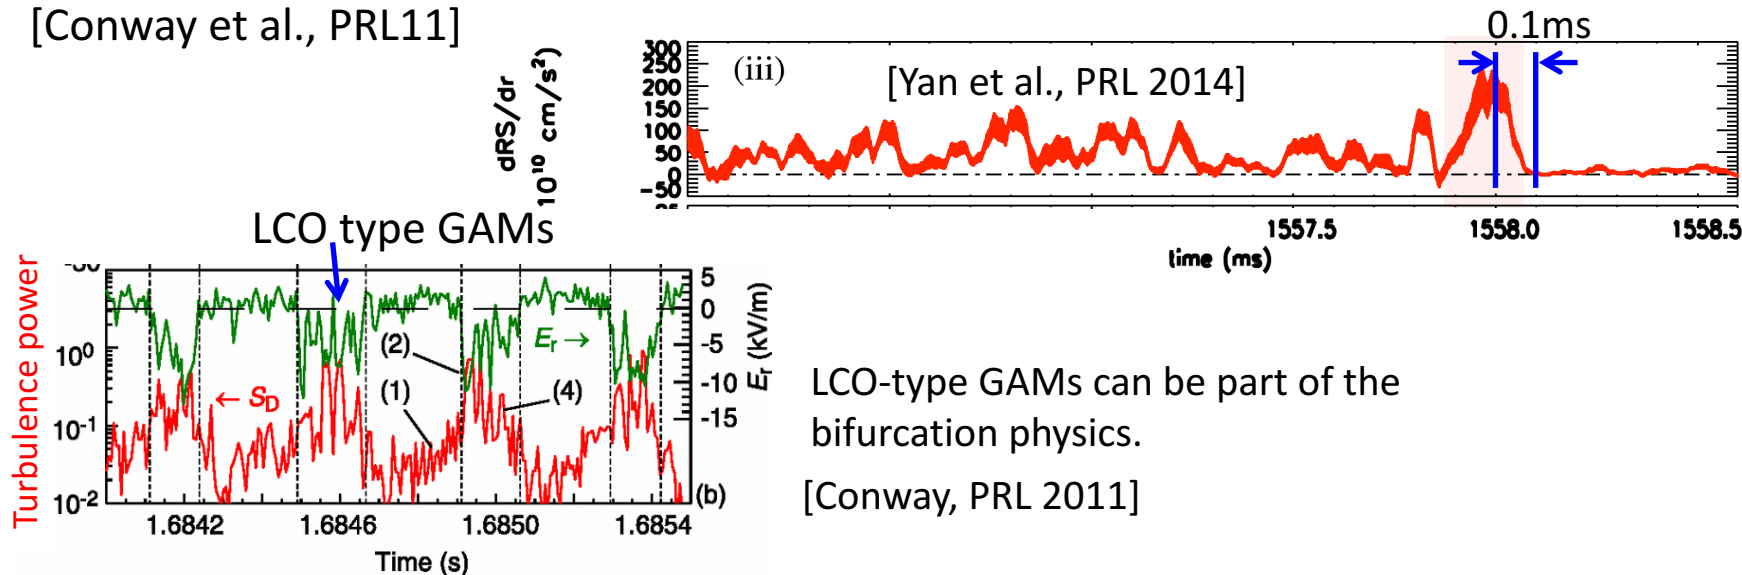 [Conway et al., PRL11]
0.1ms
(iii)
[Yan et al., PRL 2014]
dRS/dr
10¹⁰ cm/s²)
300
250
200
150
100
50
0
-50
1557.5 1558.0 1558.5
time (ms)
LCO type GAMs
Turbulence power
10⁰
10⁻¹
10⁻²
5
0
-5
-10
-15
Eᵣ (kV/m)
(2)
Eᵣ →
(1)
(4)
← S_D
(b)
1.6842 1.6846 1.6850 1.6854
Time (s)
LCO-type GAMs can be part of the
bifurcation physics.
[Conway, PRL 2011]